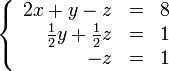 2x + y − z = 8
½y + ½z = 1
−z = 1